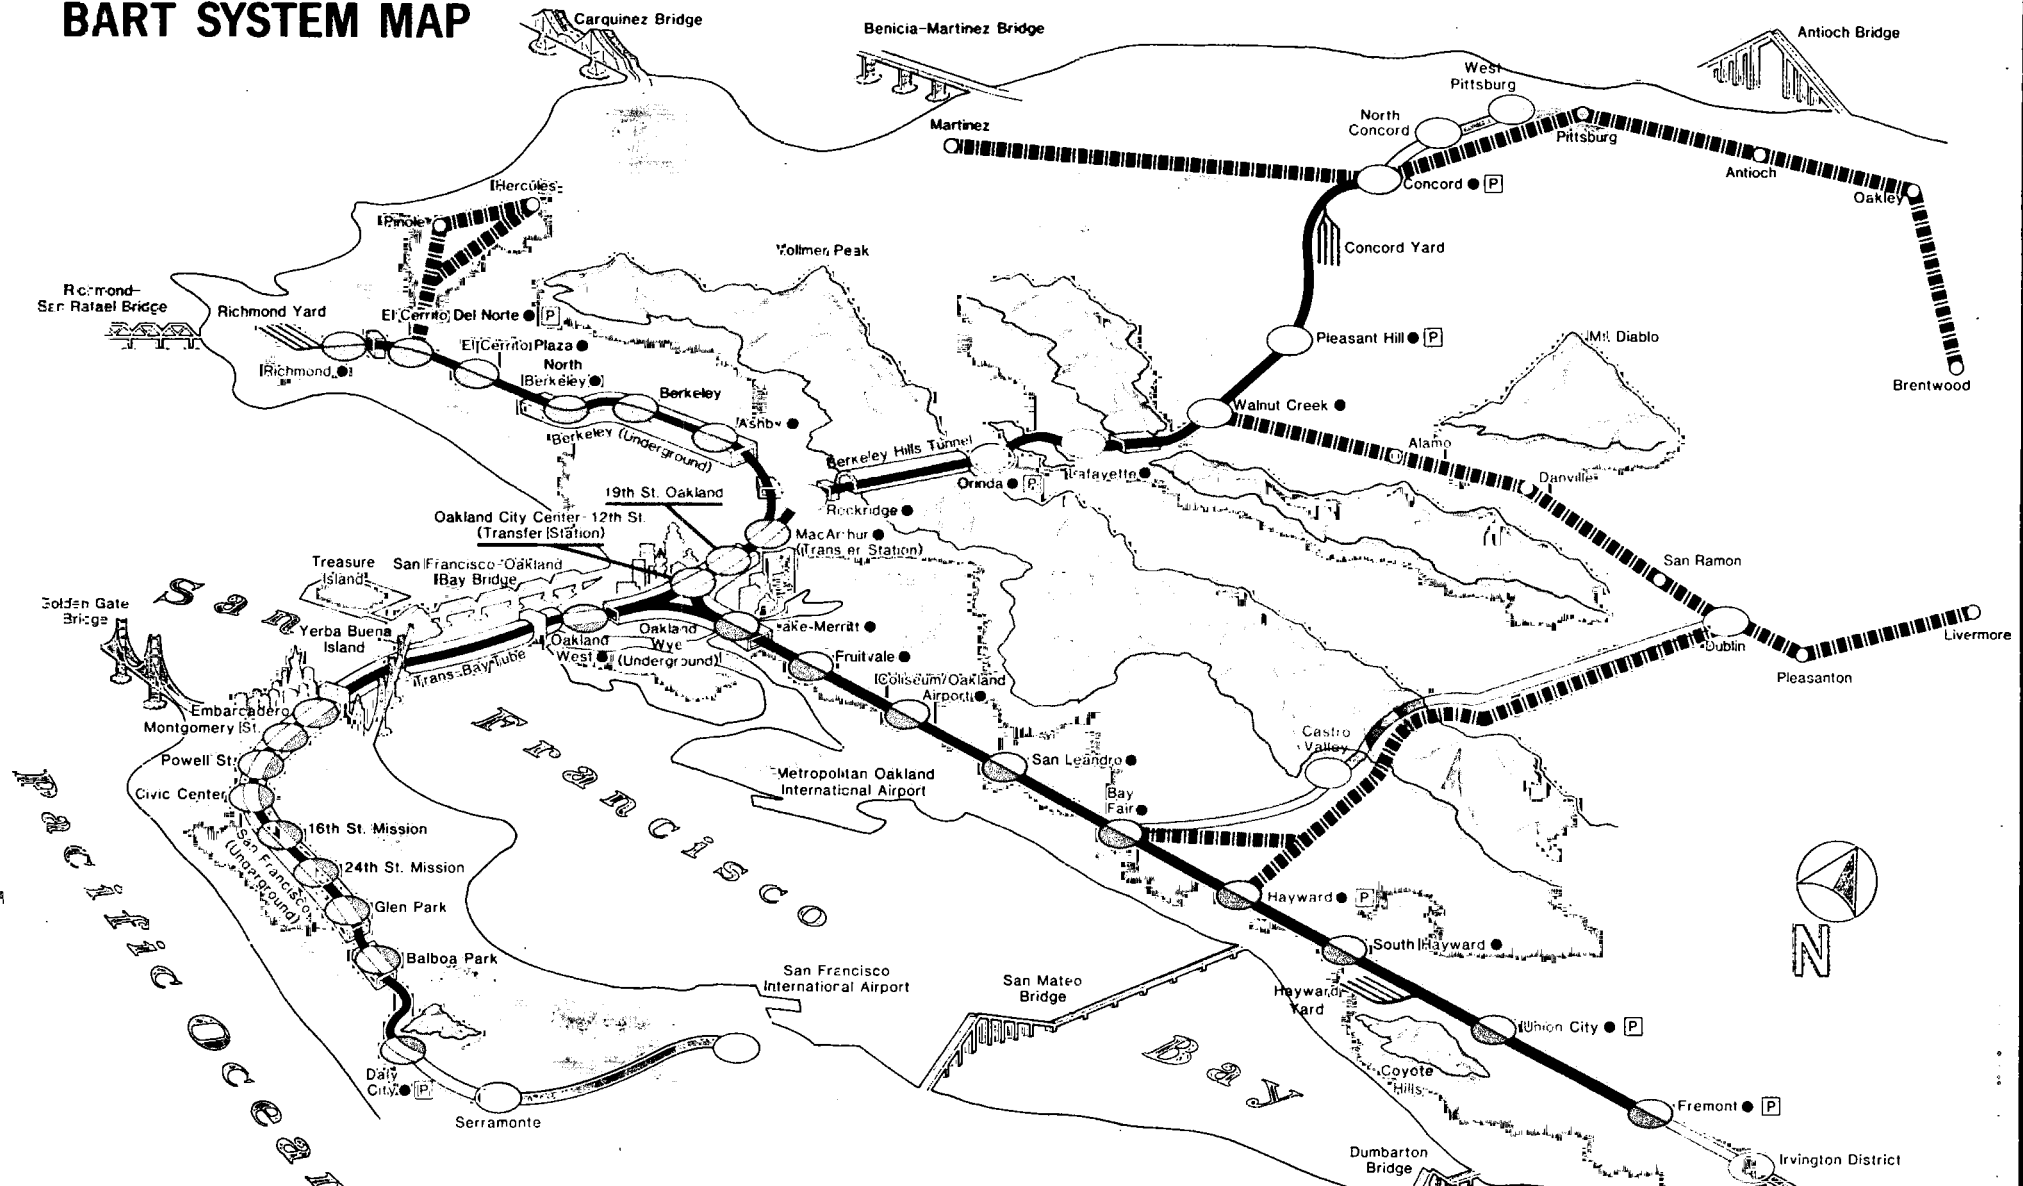 BART SYSTEM MAP
Carquinez Bridge
Benicia-Martinez Bridge
Antioch Bridge
West
Pittsburg
North
Concord
Martinez
Pittsburg
Antioch
Oakley
Concord P
Concord Yard
Brentwood
Hercules
Pinole
Vollmer Peak
Richmond-
San Rafael Bridge
Richmond Yard
El Cerrito Del Norte P
El Cerrito Plaza
Richmond
North
Berkeley
Berkeley
Ashby
Berkeley (Underground)
Pleasant Hill P
Mt. Diablo
Walnut Creek
Alamo
Danville
San Ramon
Berkeley Hills Tunnel
Orinda P
Lafayette
Rockridge
19th St. Oakland
Oakland City Center-12th St.
(Transfer Station)
MacArthur
(Transfer Station)
Treasure
Island
San Francisco-Oakland
Bay Bridge
Golden Gate
Bridge
Yerba Buena
Island
Trans-Bay Tube
Oakland
West
Oakland
Wye
(Underground)
Lake-Merritt
Fruitvale
Coliseum/Oakland
Airport
San Leandro
Bay
Fair
Castro
Valley
Dublin
Pleasanton
Livermore
Embarcadero
Montgomery St.
Powell St.
Civic Center
16th St. Mission
24th St. Mission
San Francisco
(Underground)
Glen Park
Balboa Park
Daly
City P
Serramonte
Metropolitan Oakland
International Airport
San Francisco
International Airport
San Mateo
Bridge
Hayward P
South Hayward
Hayward
Yard
Union City P
Coyote
Hills
Fremont P
Irvington District
Dumbarton
Bridge
San Francisco Bay
Pacific Ocean
N